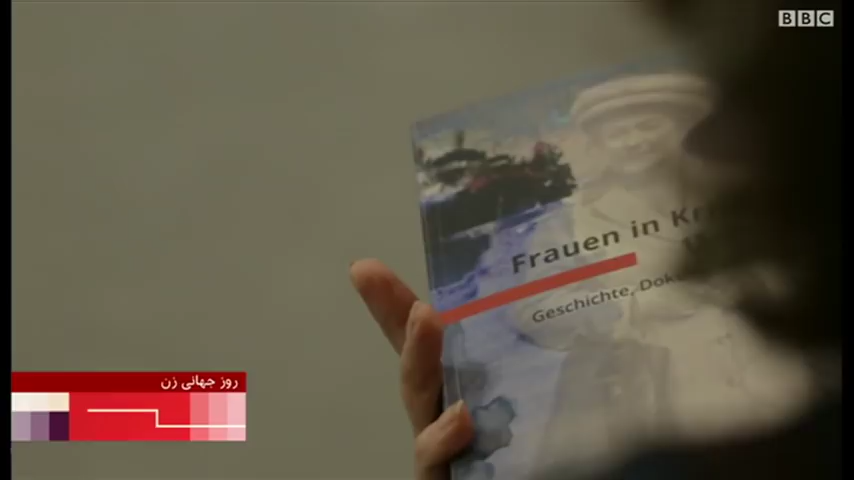 BBC
Frauen in
Geschichte,
روز جهانی زن